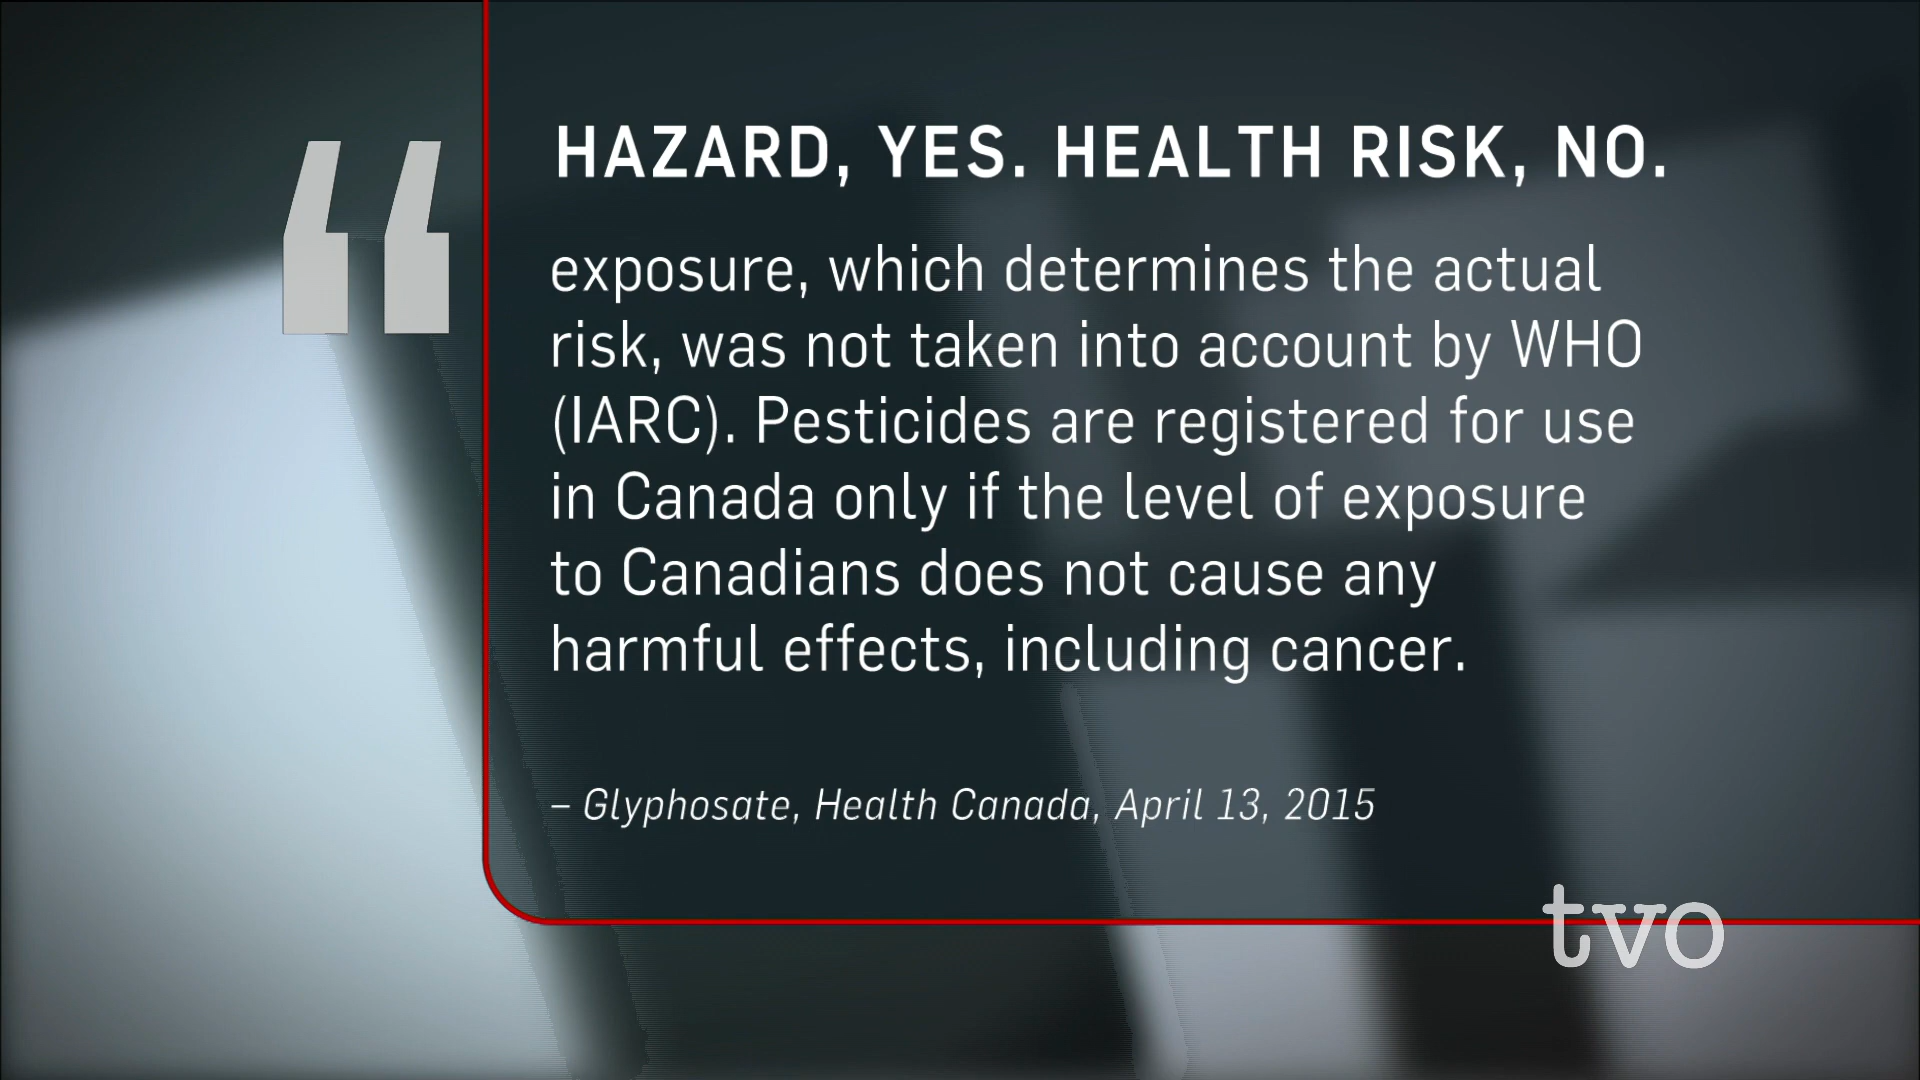 HAZARD, YES. HEALTH RISK, NO.
exposure, which determines the actual
risk, was not taken into account by WHO
(IARC). Pesticides are registered for use
in Canada only if the level of exposure
to Canadians does not cause any
harmful effects, including cancer.
– Glyphosate, Health Canada, April 13, 2015
tvo